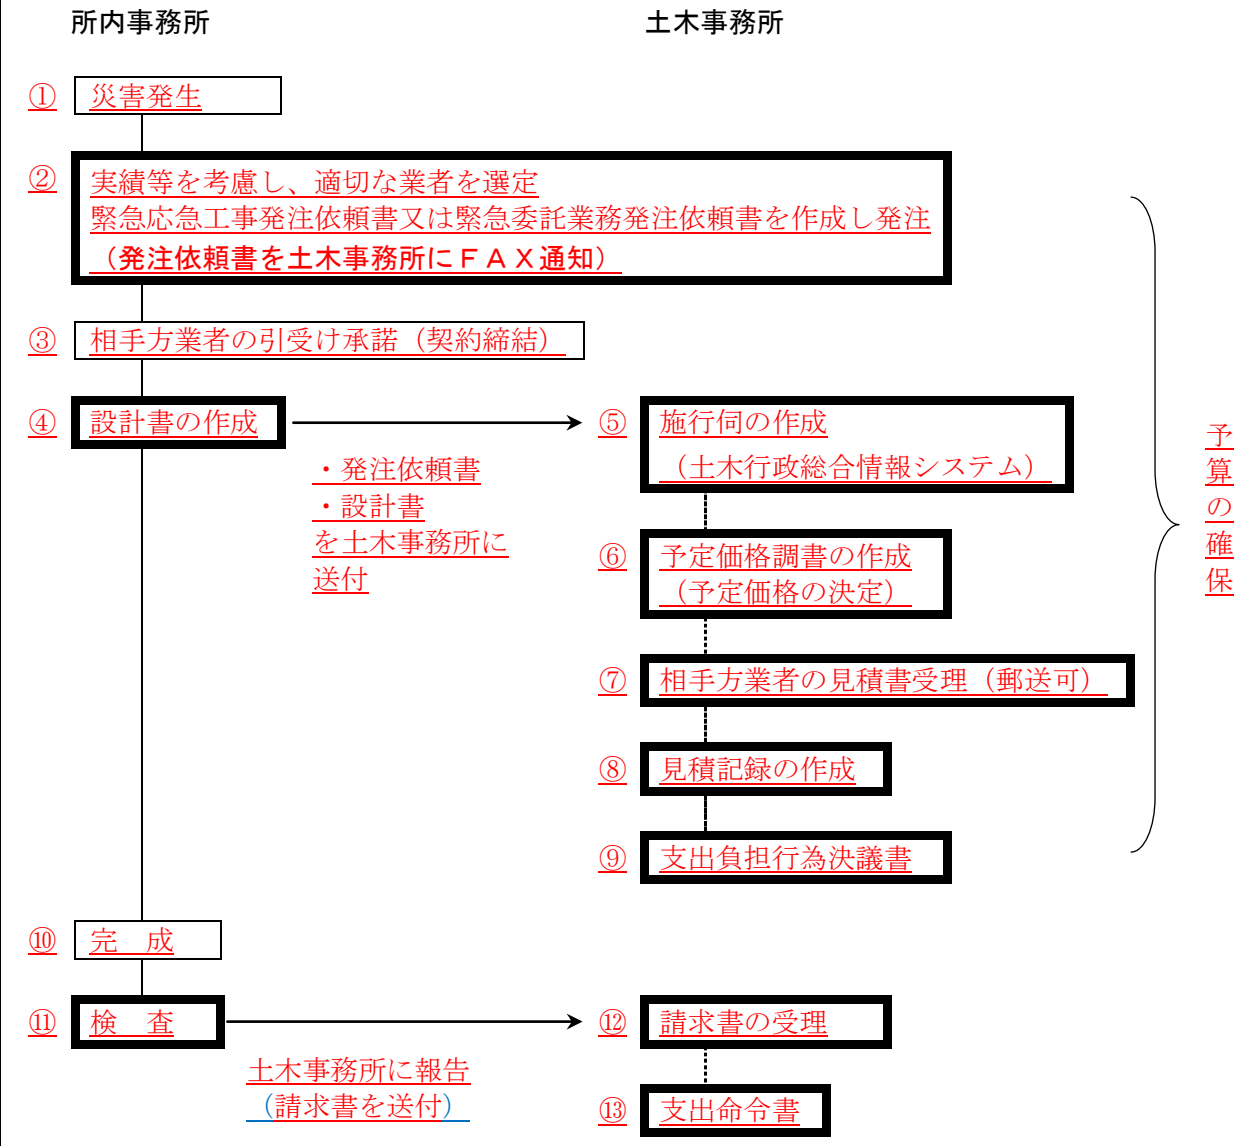 所内事務所
土木事務所
① 災害発生
② 実績等を考慮し、適切な業者を選定
緊急応急工事発注依頼書又は緊急委託業務発注依頼書を作成し発注
（発注依頼書を土木事務所にＦＡＸ通知）
③ 相手方業者の引受け承諾（契約締結）
④ 設計書の作成
・発注依頼書
・設計書
を土木事務所に
送付
⑤ 施行伺の作成
（土木行政総合情報システム）
⑥ 予定価格調書の作成
（予定価格の決定）
⑦ 相手方業者の見積書受理（郵送可）
⑧ 見積記録の作成
⑨ 支出負担行為決議書
予算の確保
⑩ 完　成
⑪ 検　査
土木事務所に報告
（請求書を送付）
⑫ 請求書の受理
⑬ 支出命令書